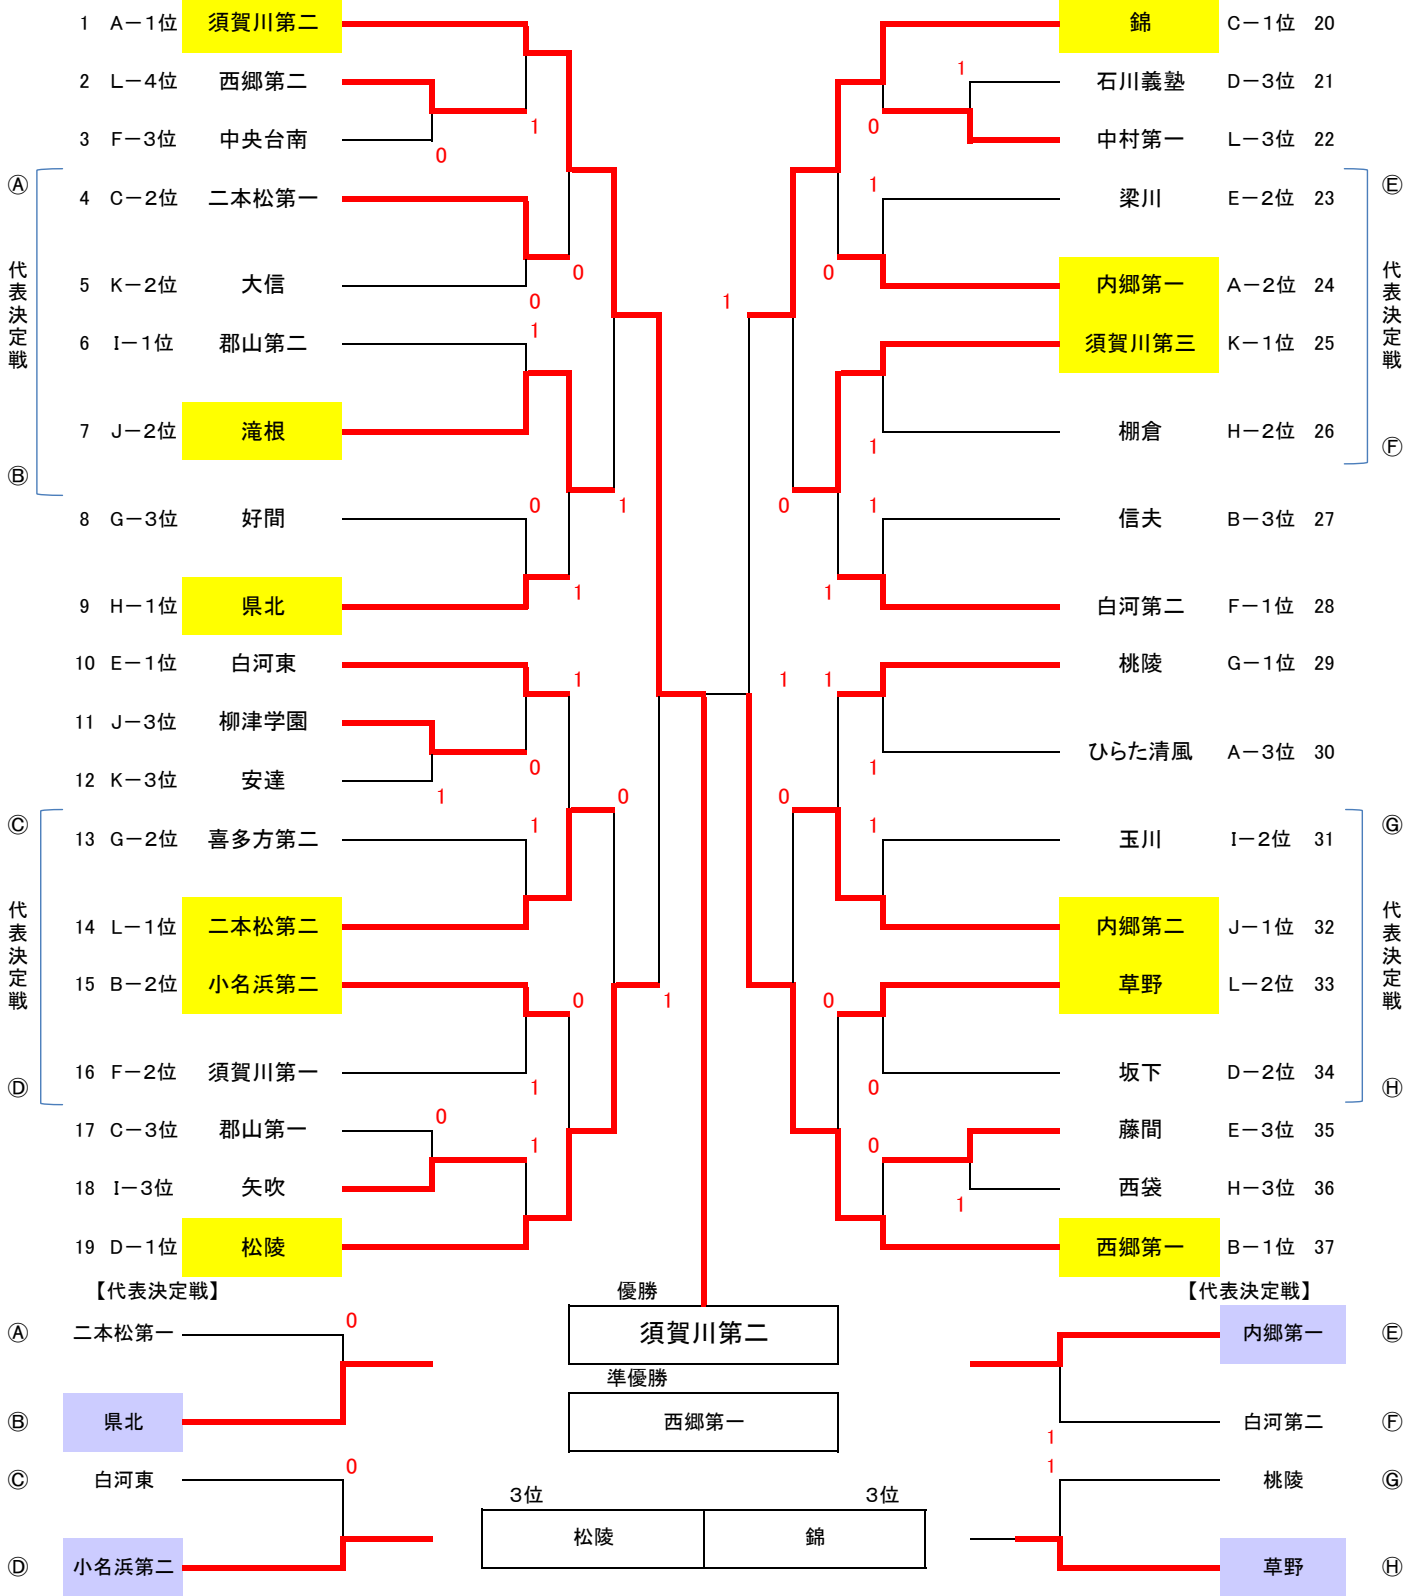 1 A－1位 須賀川第二
錦 C－1位 20
2 L－4位 西郷第二
1
石川義塾 D－3位 21
3 F－3位 中央台南
1
0
中村第一 L－3位 22
0
Ⓐ
1
Ⓔ
4 C－2位 二本松第一
梁川 E－2位 23
代表決定戦
0
0
代表決定戦
5 K－2位 大信
内郷第一 A－2位 24
0
1
1
6 I－1位 郡山第二
須賀川第三 K－1位 25
7 J－2位 滝根
棚倉 H－2位 26
1
Ⓕ
Ⓑ
0
1
0
1
8 G－3位 好間
信夫 B－3位 27
1
1
9 H－1位 県北
白河第二 F－1位 28
10 E－1位 白河東
桃陵 G－1位 29
1
1
1
11 J－3位 柳津学園
ひらた清風 A－3位 30
0
1
12 K－3位 安達
1
0
0
Ⓒ
1
1
Ⓖ
13 G－2位 喜多方第二
玉川 I－2位 31
代表決定戦
代表決定戦
14 L－1位 二本松第二
内郷第二 J－1位 32
15 B－2位 小名浜第二
草野 L－2位 33
0
1
0
16 F－2位 須賀川第一
坂下 D－2位 34
Ⓓ
1
0
Ⓗ
0
17 C－3位 郡山第一
藤間 E－3位 35
1
0
18 I－3位 矢吹
西袋 H－3位 36
1
19 D－1位 松陵
西郷第一 B－1位 37
【代表決定戦】
優勝
【代表決定戦】
0
Ⓐ 二本松第一
須賀川第二
内郷第一 Ⓔ
準優勝
Ⓑ 県北
西郷第一
白河第二 Ⓕ
1
0
1
Ⓒ 白河東
桃陵 Ⓖ
3位
3位
松陵
錦
Ⓓ 小名浜第二
草野 Ⓗ